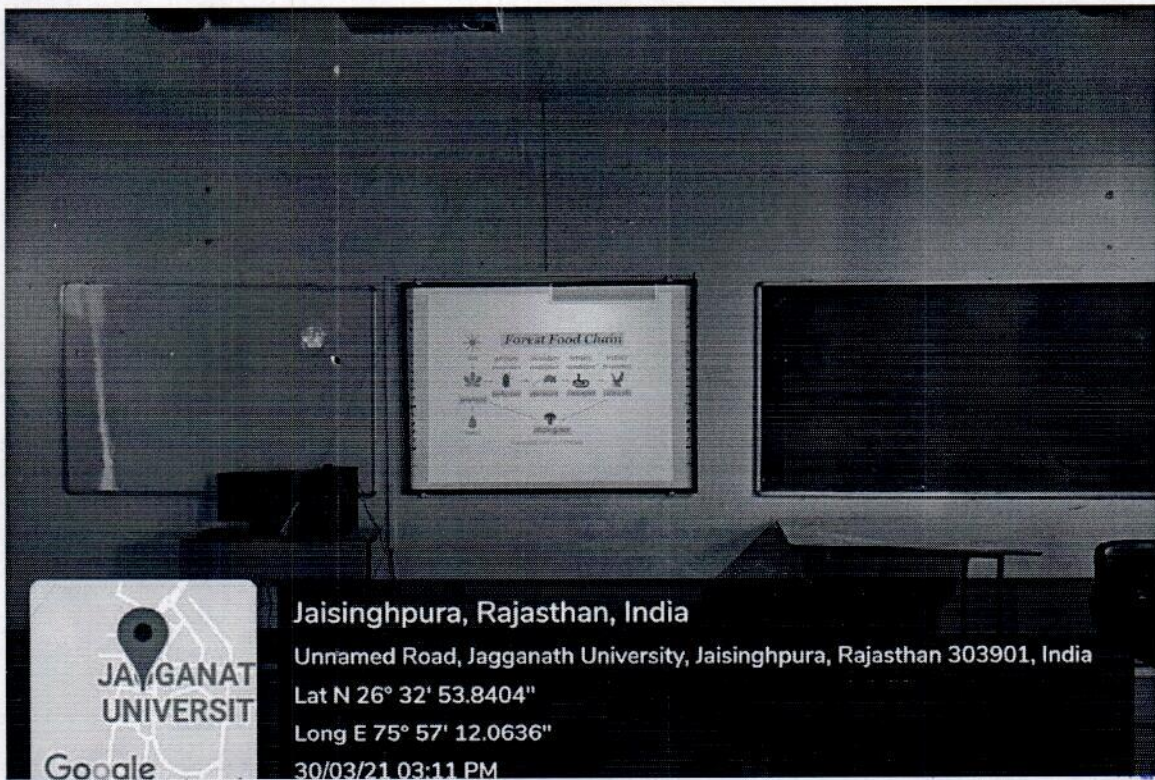 Forest Food Chain
JAGGANAT
UNIVERSIT
Google
Jaisinghpura, Rajasthan, India
Unnamed Road, Jagganath University, Jaisinghpura, Rajasthan 303901, India
Lat N 26° 32' 53.8404"
Long E 75° 57' 12.0636"
30/03/21 03:11 PM